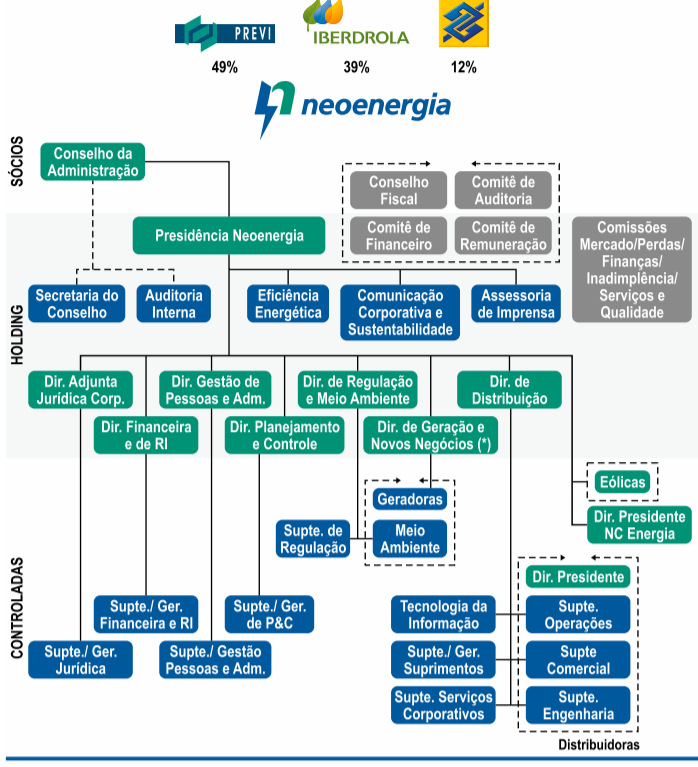 PREVI
IBERDROLA
49%
39%
12%
neoenergia
SÓCIOS
Conselho da
Administração
Conselho
Fiscal
Comitê de
Auditoria
Comitê de
Financeiro
Comitê de
Remuneração
HOLDING
Presidência Neoenergia
Comissões
Mercado/Perdas/
Finanças/
Inadimplência/
Serviços e
Qualidade
Secretaria do
Conselho
Auditoria
Interna
Eficiência
Energética
Comunicação
Corporativa e
Sustentabilidade
Assessoria
de Imprensa
Dir. Adjunta
Jurídica Corp.
Dir. Gestão de
Pessoas e Adm.
Dir. de Regulação
e Meio Ambiente
Dir. de
Distribuição
Dir. Financeira
e de RI
Dir. Planejamento
e Controle
Dir. de Geração e
Novos Negócios (*)
CONTROLADAS
Geradoras
Eólicas
Supte. de
Regulação
Meio
Ambiente
Dir. Presidente
NC Energia
Dir. Presidente
Supte./ Ger.
Financeira e RI
Supte./ Ger.
de P&C
Tecnologia da
Informação
Supte.
Operações
Supte./ Ger.
Jurídica
Supte./ Gestão
Pessoas e Adm.
Supte./ Ger.
Suprimentos
Supte
Comercial
Supte. Serviços
Corporativos
Supte.
Engenharia
Distribuidoras